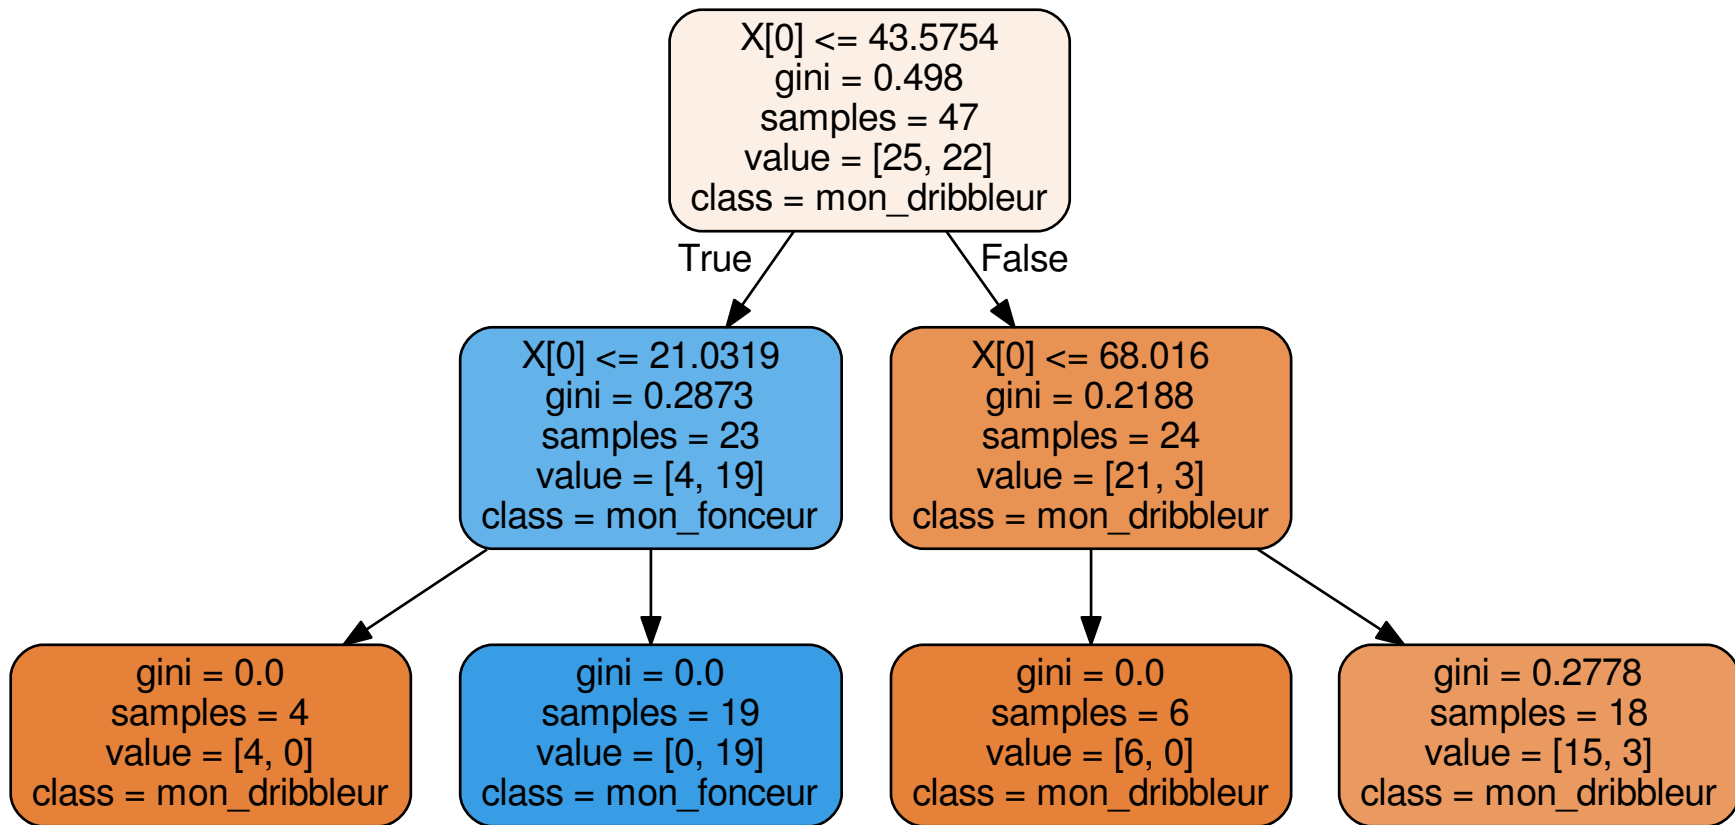 X[0] <= 43.5754
gini = 0.498
samples = 47
value = [25, 22]
class = mon_dribbleur
True
False
X[0] <= 21.0319
gini = 0.2873
samples = 23
value = [4, 19]
class = mon_fonceur
X[0] <= 68.016
gini = 0.2188
samples = 24
value = [21, 3]
class = mon_dribbleur
gini = 0.0
samples = 4
value = [4, 0]
class = mon_dribbleur
gini = 0.0
samples = 19
value = [0, 19]
class = mon_fonceur
gini = 0.0
samples = 6
value = [6, 0]
class = mon_dribbleur
gini = 0.2778
samples = 18
value = [15, 3]
class = mon_dribbleur